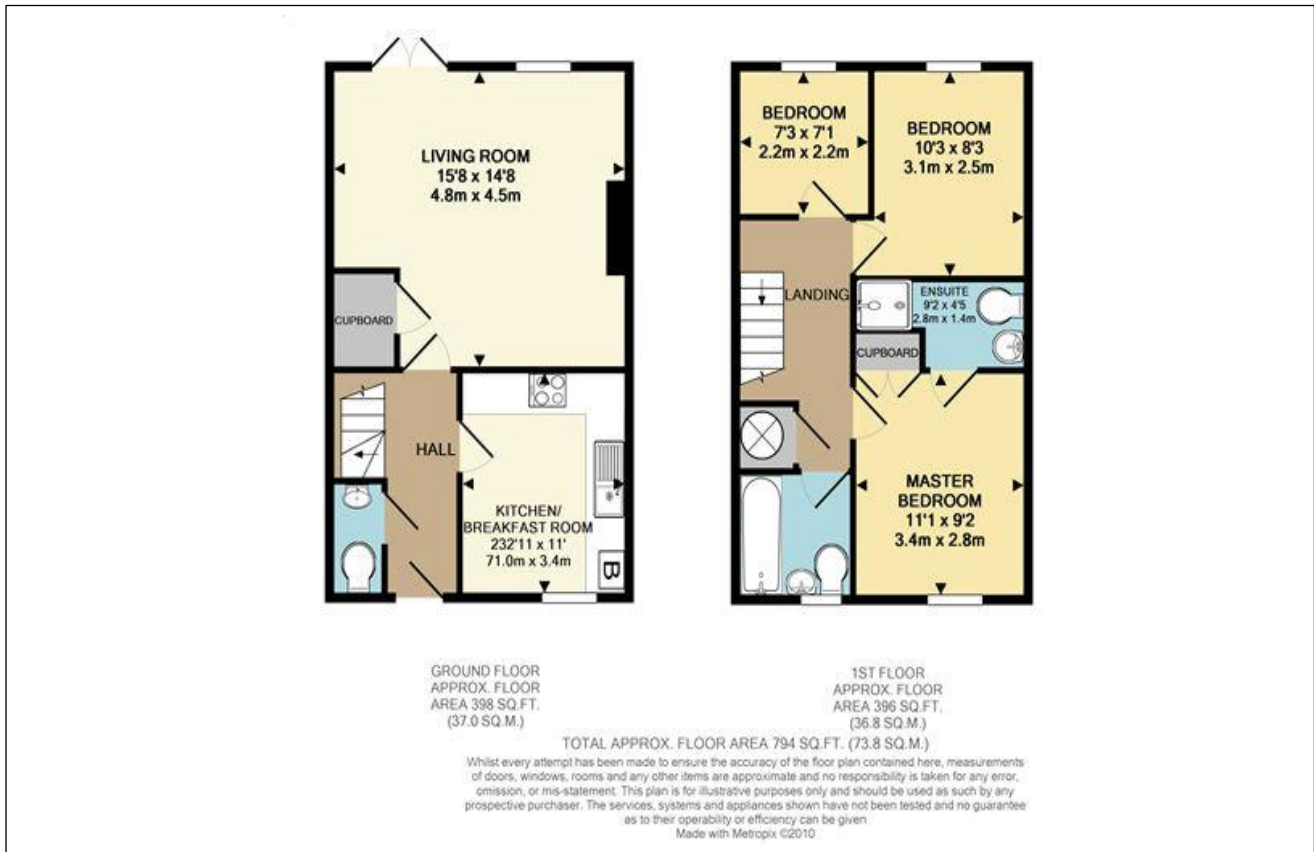 LIVING ROOM
15'8 x 14'8
4.8m x 4.5m
CUPBOARD
HALL
KITCHEN/
BREAKFAST ROOM
232'11 x 11'
71.0m x 3.4m
B
BEDROOM
7'3 x 7'1
2.2m x 2.2m
BEDROOM
10'3 x 8'3
3.1m x 2.5m
LANDING
ENSUITE
9'2 x 4'5
2.8m x 1.4m
CUPBOARD
MASTER
BEDROOM
11'1 x 9'2
3.4m x 2.8m
GROUND FLOOR
APPROX. FLOOR
AREA 398 SQ.FT.
(37.0 SQ.M.)
1ST FLOOR
APPROX. FLOOR
AREA 396 SQ.FT.
(36.8 SQ.M.)
TOTAL APPROX. FLOOR AREA 794 SQ.FT. (73.8 SQ.M.)
Whilst every attempt has been made to ensure the accuracy of the floor plan contained here, measurements
of doors, windows, rooms and any other items are approximate and no responsibility is taken for any error,
omission, or mis-statement. This plan is for illustrative purposes only and should be used as such by any
prospective purchaser. The services, systems and appliances shown have not been tested and no guarantee
as to their operability or efficiency can be given
Made with Metropix ©2010